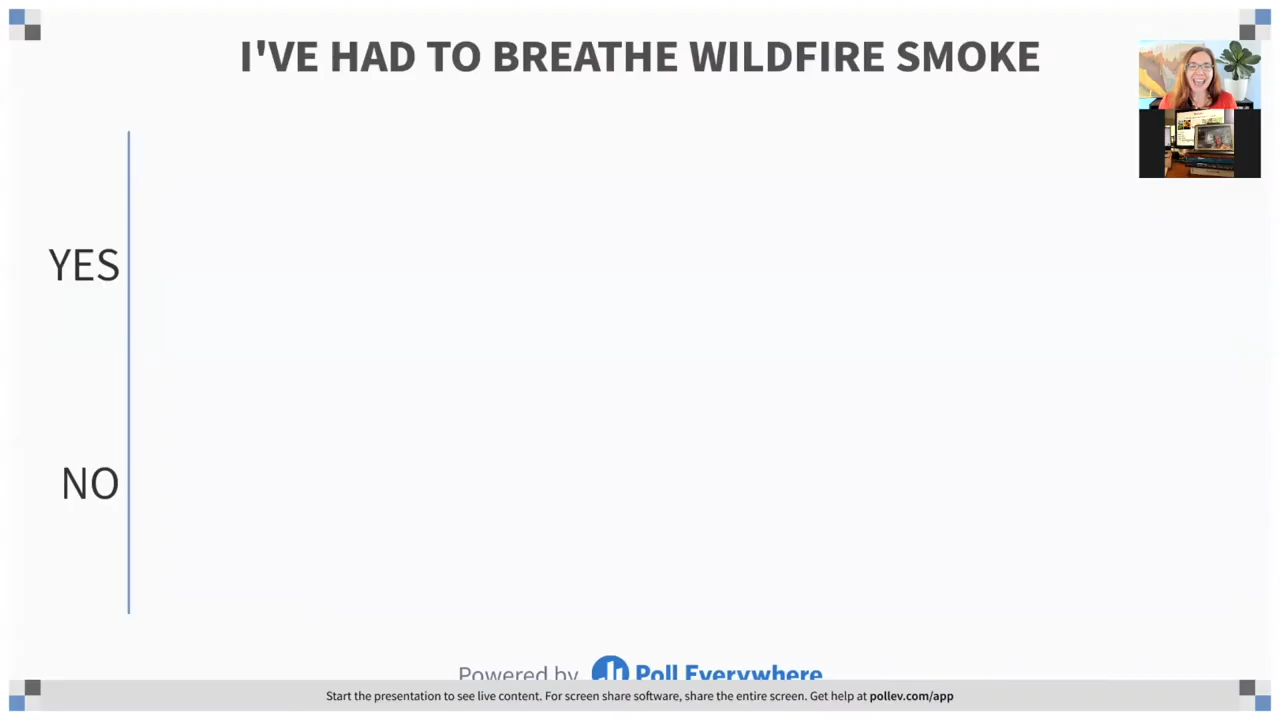 I'VE HAD TO BREATHE WILDFIRE SMOKE
YES
NO
Powered by Poll Everywhere
Start the presentation to see live content. For screen share software, share the entire screen. Get help at pollev.com/app